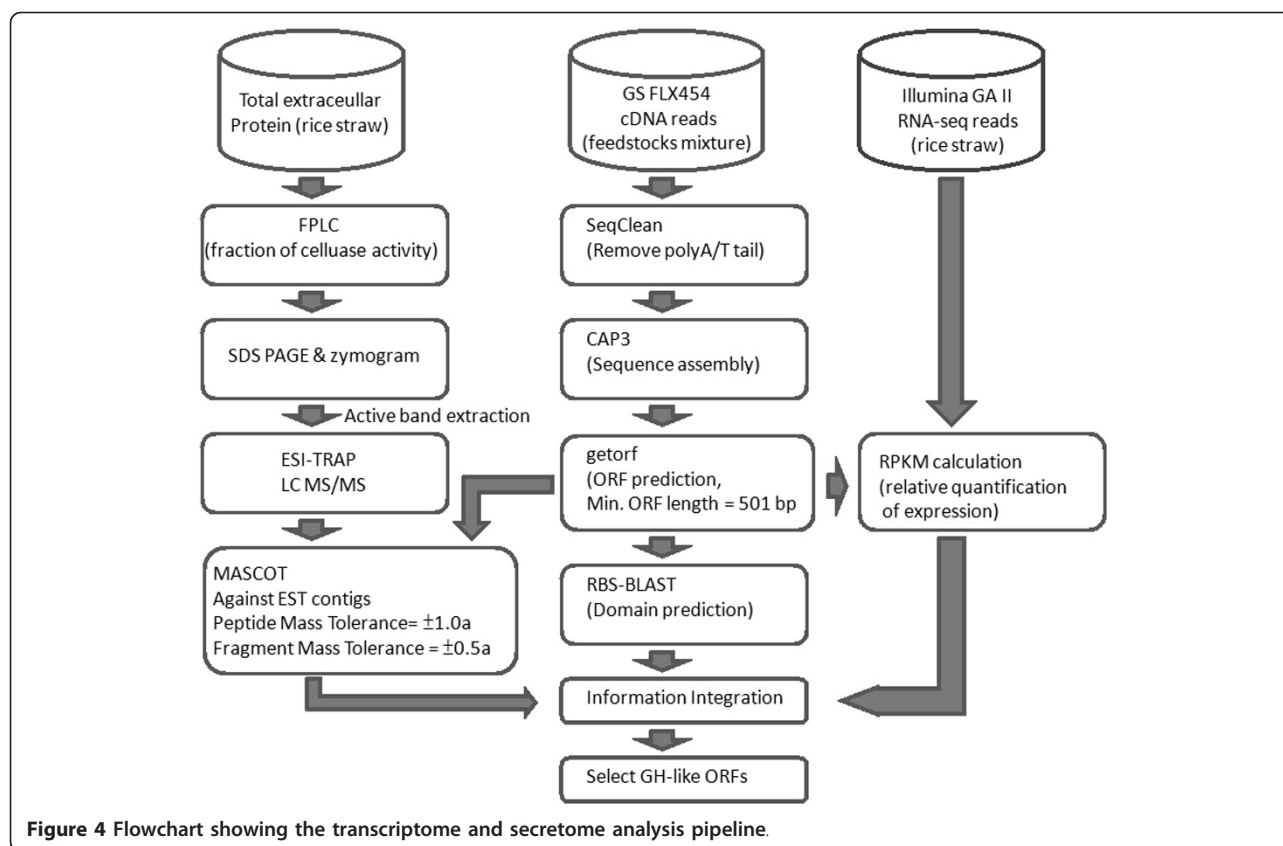 Total extraceullar
Protein (rice straw)
FPLC
(fraction of celluase activity)
SDS PAGE & zymogram
Active band extraction
ESI-TRAP
LC MS/MS
MASCOT
Against EST contigs
Peptide Mass Tolerance= ±1.0a
Fragment Mass Tolerance = ±0.5a
GS FLX454
cDNA reads
(feedstocks mixture)
SeqClean
(Remove polyA/T tail)
CAP3
(Sequence assembly)
getorf
(ORF prediction,
Min. ORF length = 501 bp
RBS-BLAST
(Domain prediction)
Information Integration
Select GH-like ORFs
Illumina GA II
RNA-seq reads
(rice straw)
RPKM calculation
(relative quantification
of expression)
Figure 4 Flowchart showing the transcriptome and secretome analysis pipeline.